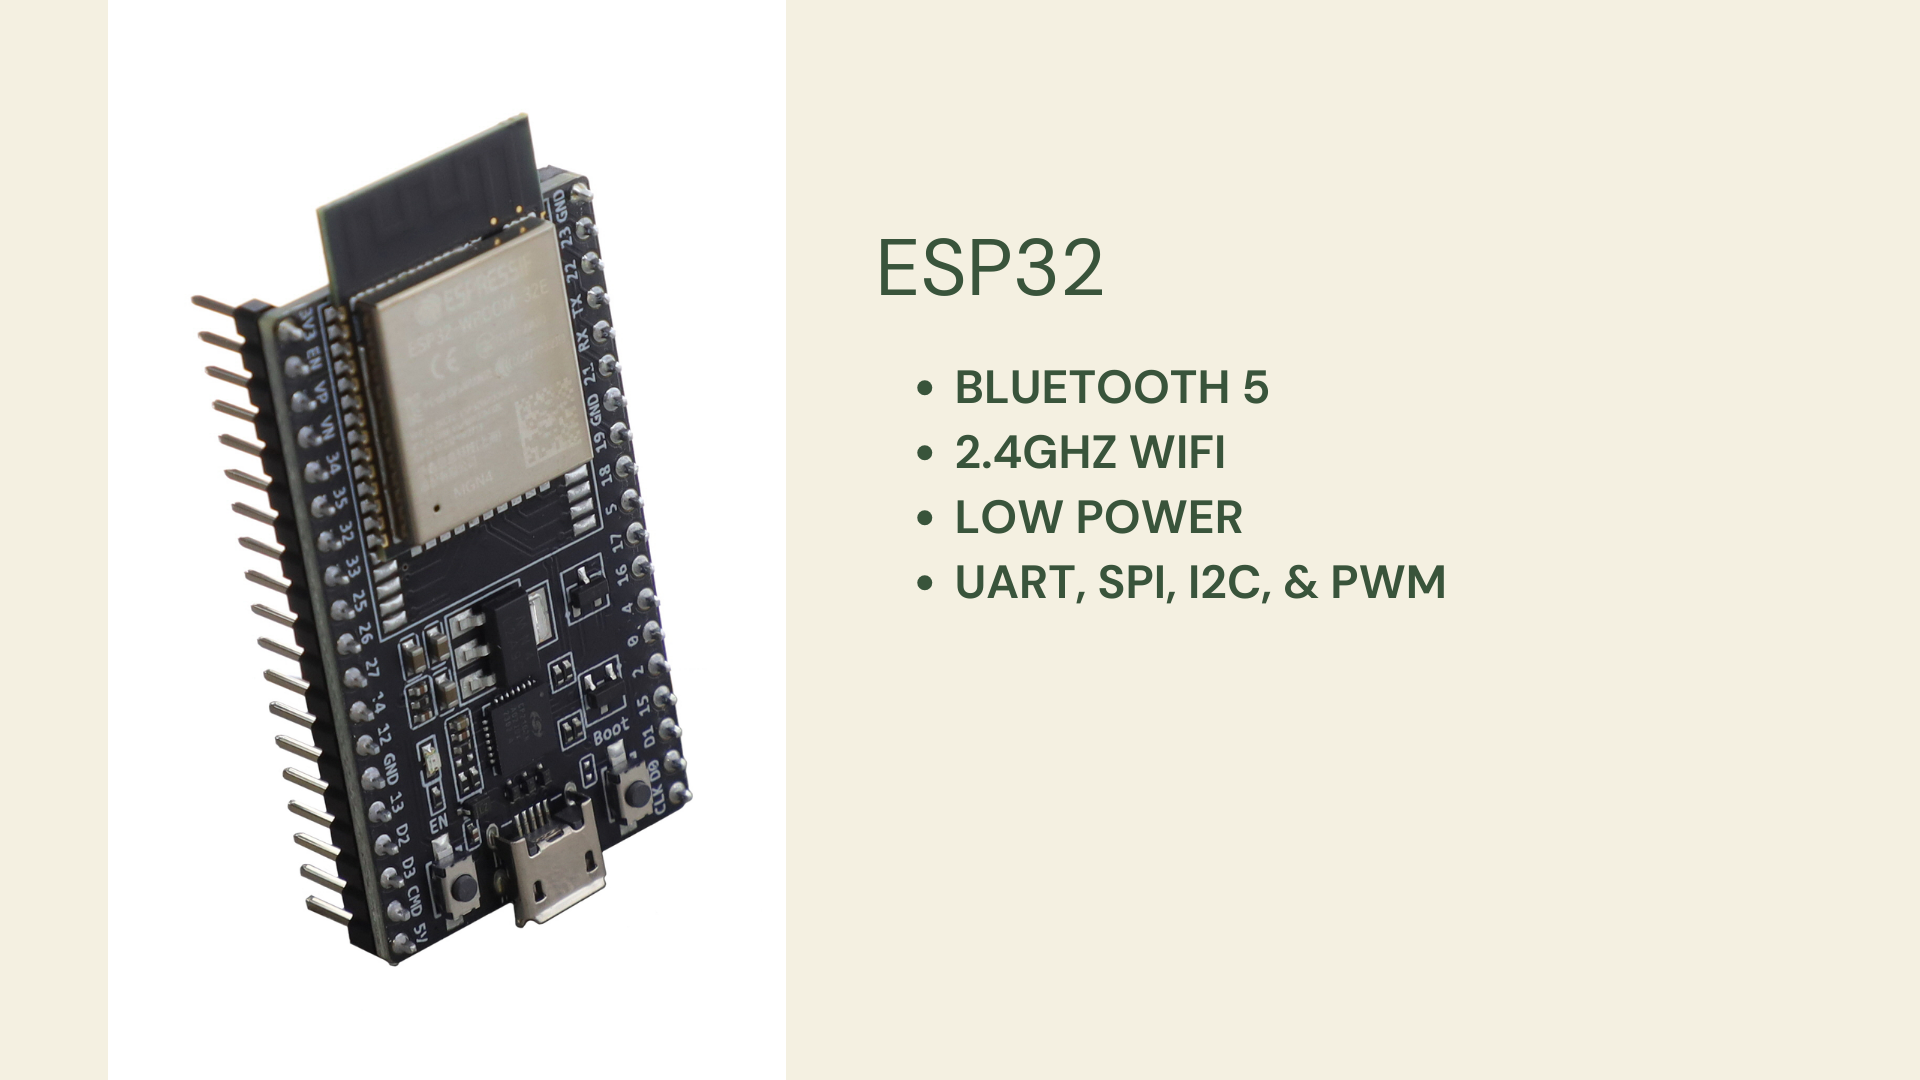 ESP32
BLUETOOTH 5
2.4GHZ WIFI
LOW POWER
UART, SPI, I2C, & PWM
ESPRESSIF
ESP32-WROOM-32E
CE
MGN4
3V3
EN
VP
VN
34
35
32
33
25
26
27
14
12
GND
13
D2
D3
CMD
5V
GND
23
22
TX
RX
21
GND
19
18
5
17
16
4
0
2
15
D1
D0
CLK
Boot
EN